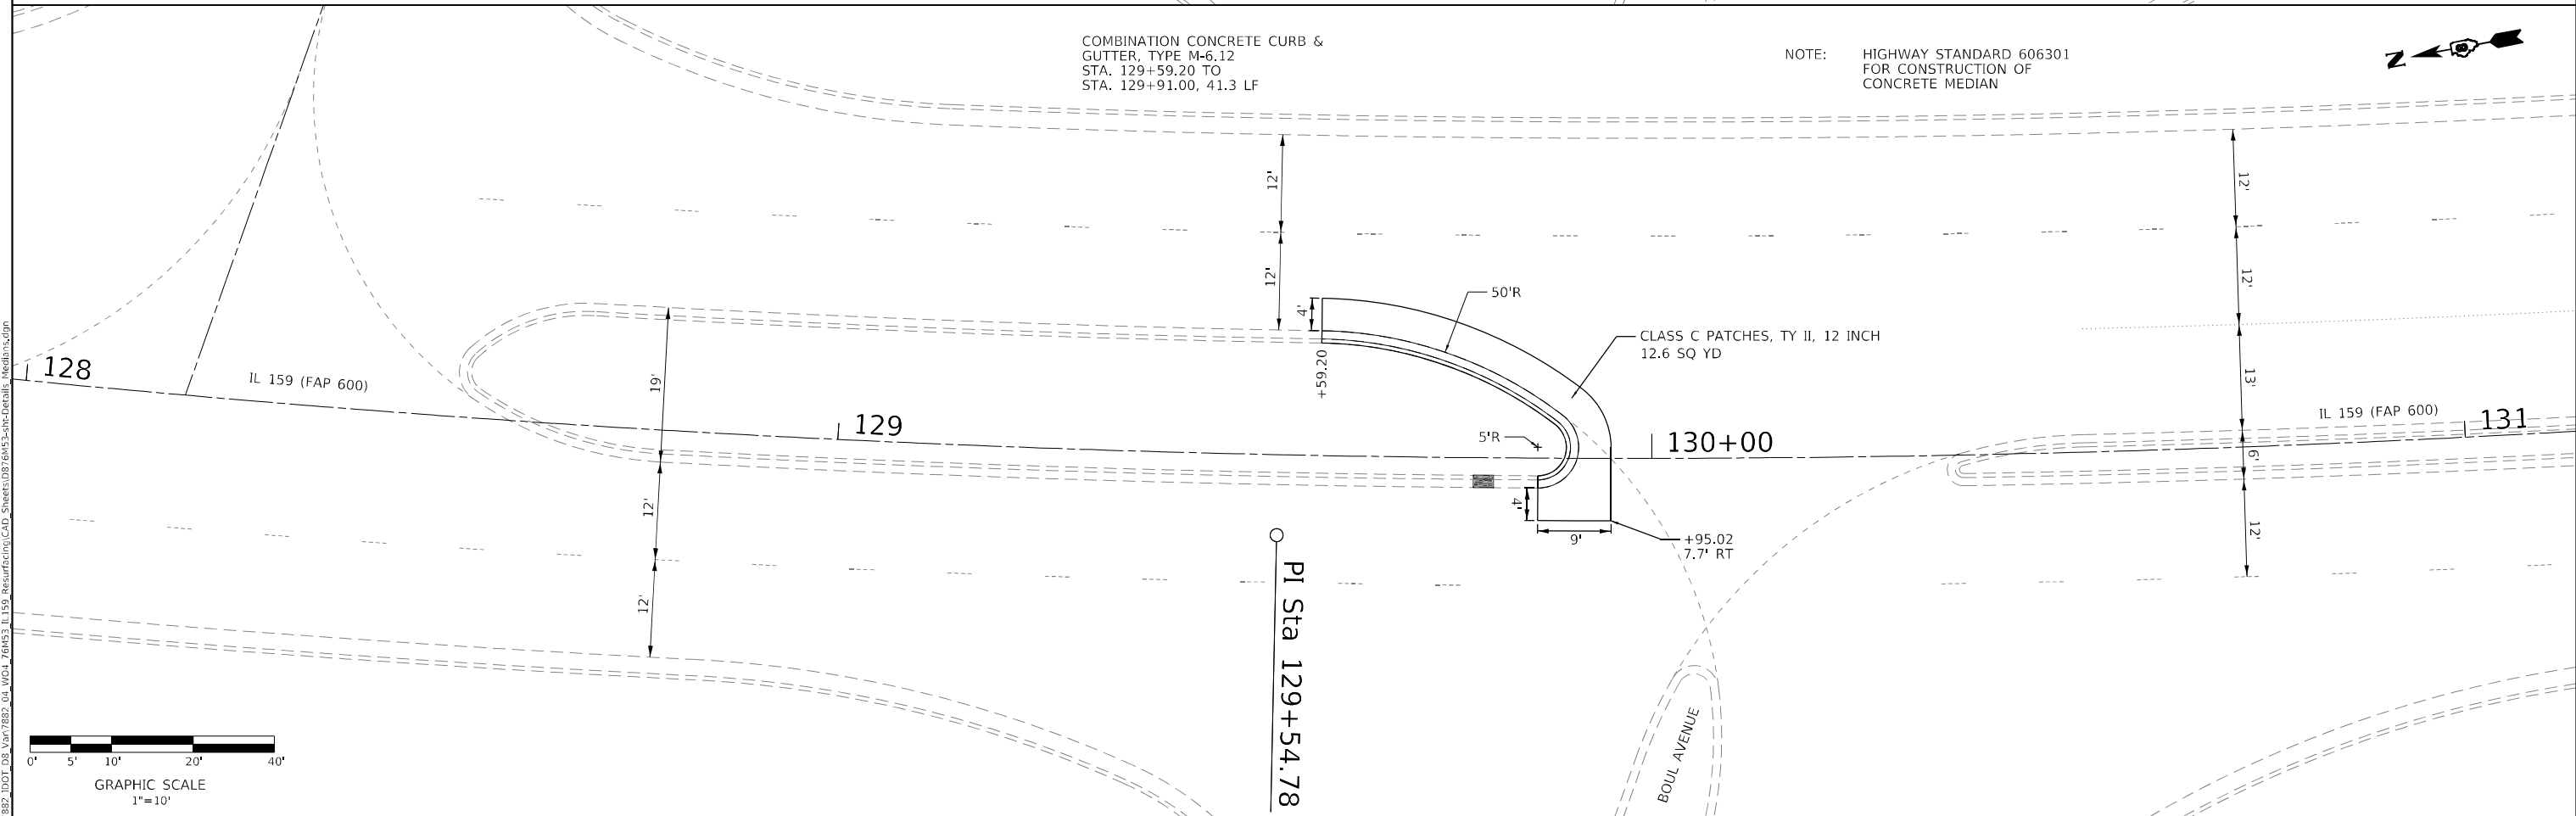 COMBINATION CONCRETE CURB &
GUTTER, TYPE M-6.12
STA. 129+59.20 TO
STA. 129+91.00, 41.3 LF
NOTE:
HIGHWAY STANDARD 606301
FOR CONSTRUCTION OF
CONCRETE MEDIAN
N
12'
12'
12'
12'
13'
6'
12'
4'
50'R
CLASS C PATCHES, TY II, 12 INCH
12.6 SQ YD
+59.20
128
IL 159 (FAP 600)
19'
129
5'R
130+00
IL 159 (FAP 600)
131
12'
12'
4'
9'
+95.02
7.7' RT
PI Sta 129+54.78
BOUL AVENUE
0' 5' 10' 20' 40'
GRAPHIC SCALE
1"=10'